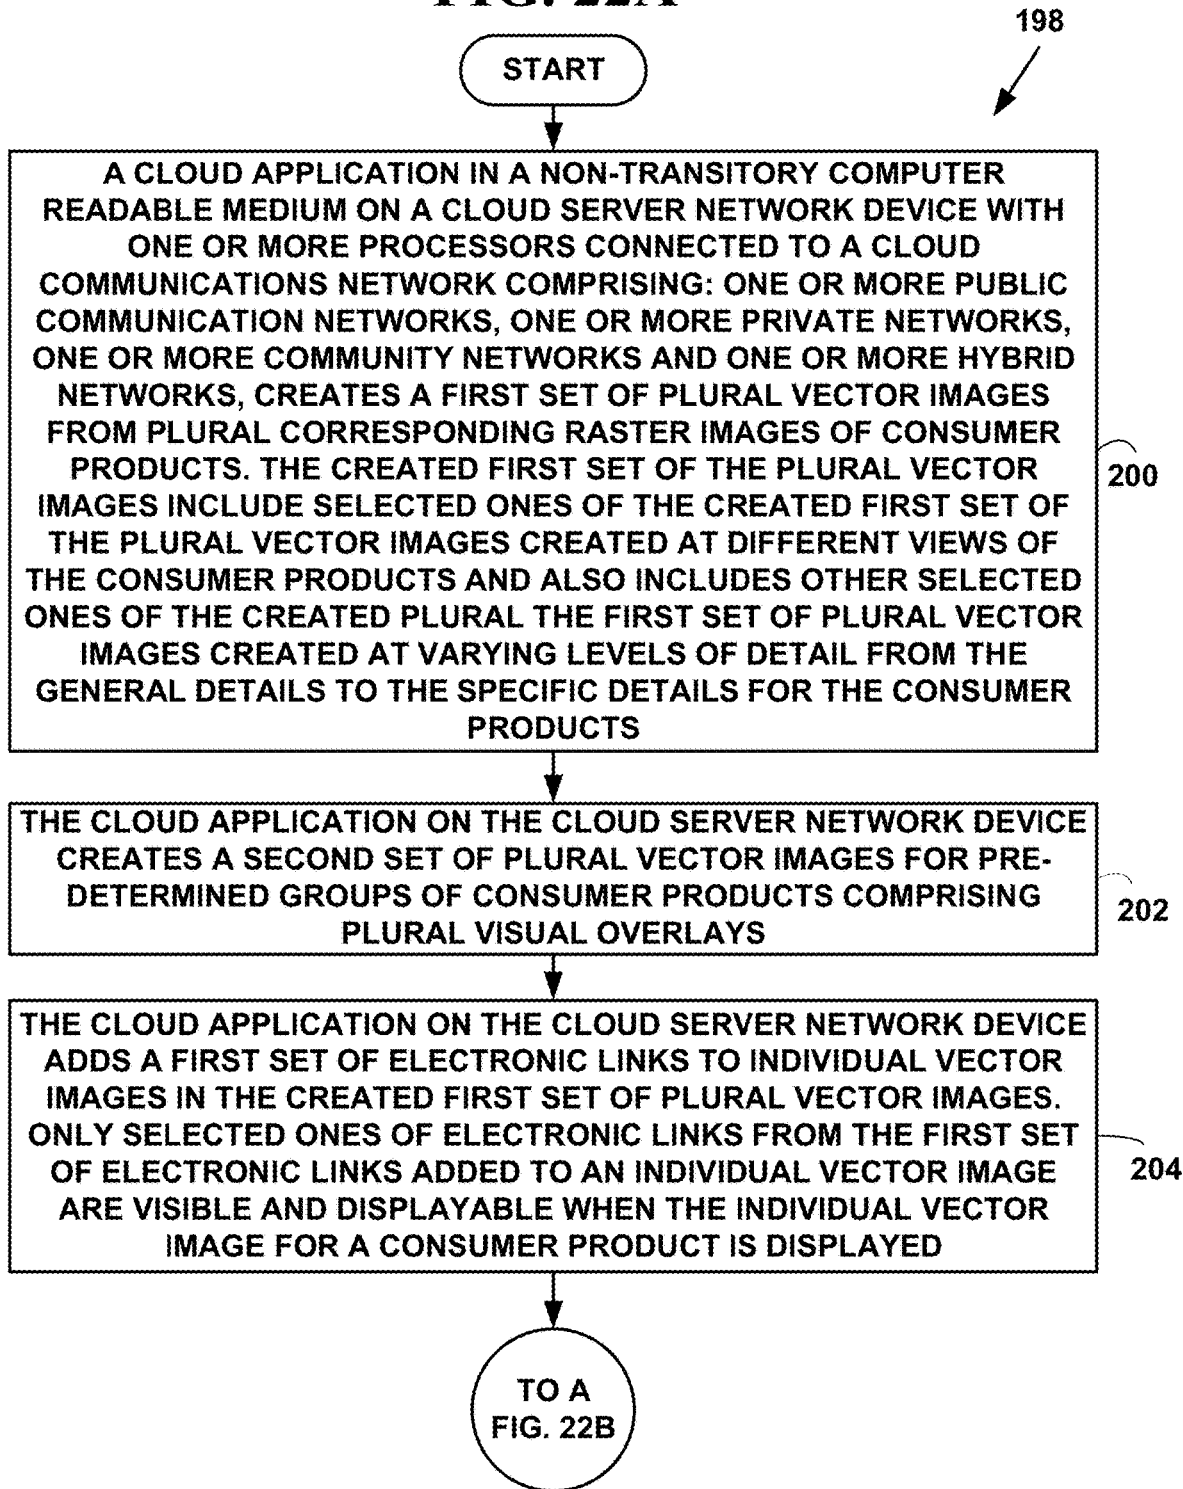 FIG. 22A
198
START
A CLOUD APPLICATION IN A NON-TRANSITORY COMPUTER
READABLE MEDIUM ON A CLOUD SERVER NETWORK DEVICE WITH
ONE OR MORE PROCESSORS CONNECTED TO A CLOUD
COMMUNICATIONS NETWORK COMPRISING: ONE OR MORE PUBLIC
COMMUNICATION NETWORKS, ONE OR MORE PRIVATE NETWORKS,
ONE OR MORE COMMUNITY NETWORKS AND ONE OR MORE HYBRID
NETWORKS, CREATES A FIRST SET OF PLURAL VECTOR IMAGES
FROM PLURAL CORRESPONDING RASTER IMAGES OF CONSUMER
PRODUCTS. THE CREATED FIRST SET OF THE PLURAL VECTOR
IMAGES INCLUDE SELECTED ONES OF THE CREATED FIRST SET OF
THE PLURAL VECTOR IMAGES CREATED AT DIFFERENT VIEWS OF
THE CONSUMER PRODUCTS AND ALSO INCLUDES OTHER SELECTED
ONES OF THE CREATED PLURAL THE FIRST SET OF PLURAL VECTOR
IMAGES CREATED AT VARYING LEVELS OF DETAIL FROM THE
GENERAL DETAILS TO THE SPECIFIC DETAILS FOR THE CONSUMER
PRODUCTS
200
THE CLOUD APPLICATION ON THE CLOUD SERVER NETWORK DEVICE
CREATES A SECOND SET OF PLURAL VECTOR IMAGES FOR PRE-
DETERMINED GROUPS OF CONSUMER PRODUCTS COMPRISING
PLURAL VISUAL OVERLAYS
202
THE CLOUD APPLICATION ON THE CLOUD SERVER NETWORK DEVICE
ADDS A FIRST SET OF ELECTRONIC LINKS TO INDIVIDUAL VECTOR
IMAGES IN THE CREATED FIRST SET OF PLURAL VECTOR IMAGES.
ONLY SELECTED ONES OF ELECTRONIC LINKS FROM THE FIRST SET
OF ELECTRONIC LINKS ADDED TO AN INDIVIDUAL VECTOR IMAGE
ARE VISIBLE AND DISPLAYABLE WHEN THE INDIVIDUAL VECTOR
IMAGE FOR A CONSUMER PRODUCT IS DISPLAYED
204
TO A
FIG. 22B